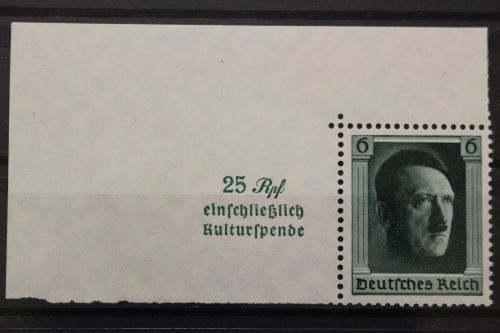 25 Rpf
einschließlich
Kulturspende
6 6
Deutsches Reich